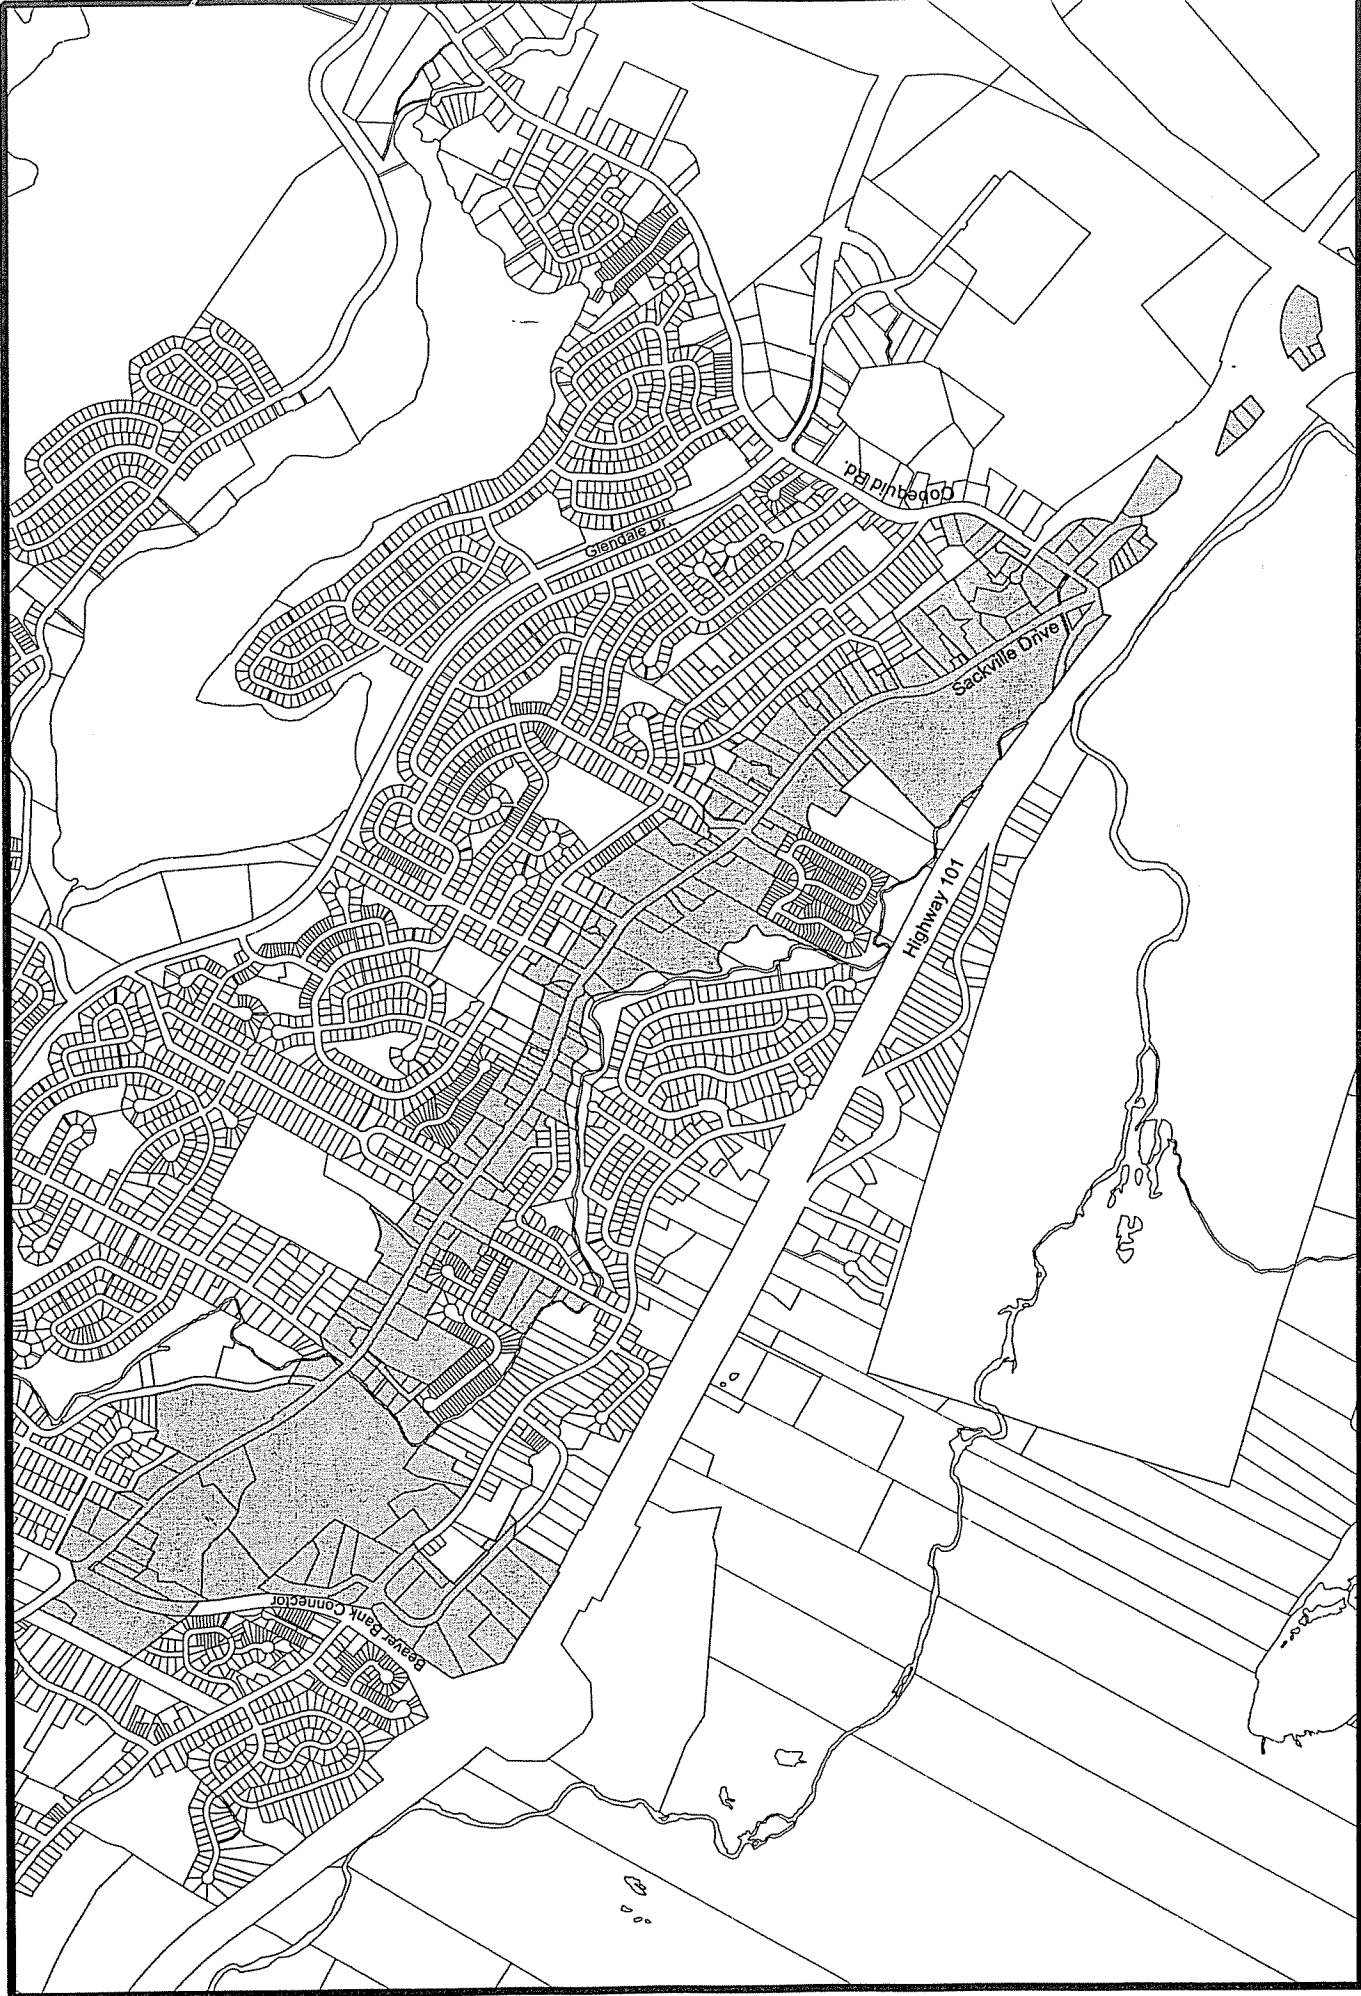 Cobequid Rd.
Glendale Dr.
Sackville Drive
Highway 101
Beaver Bank Connector